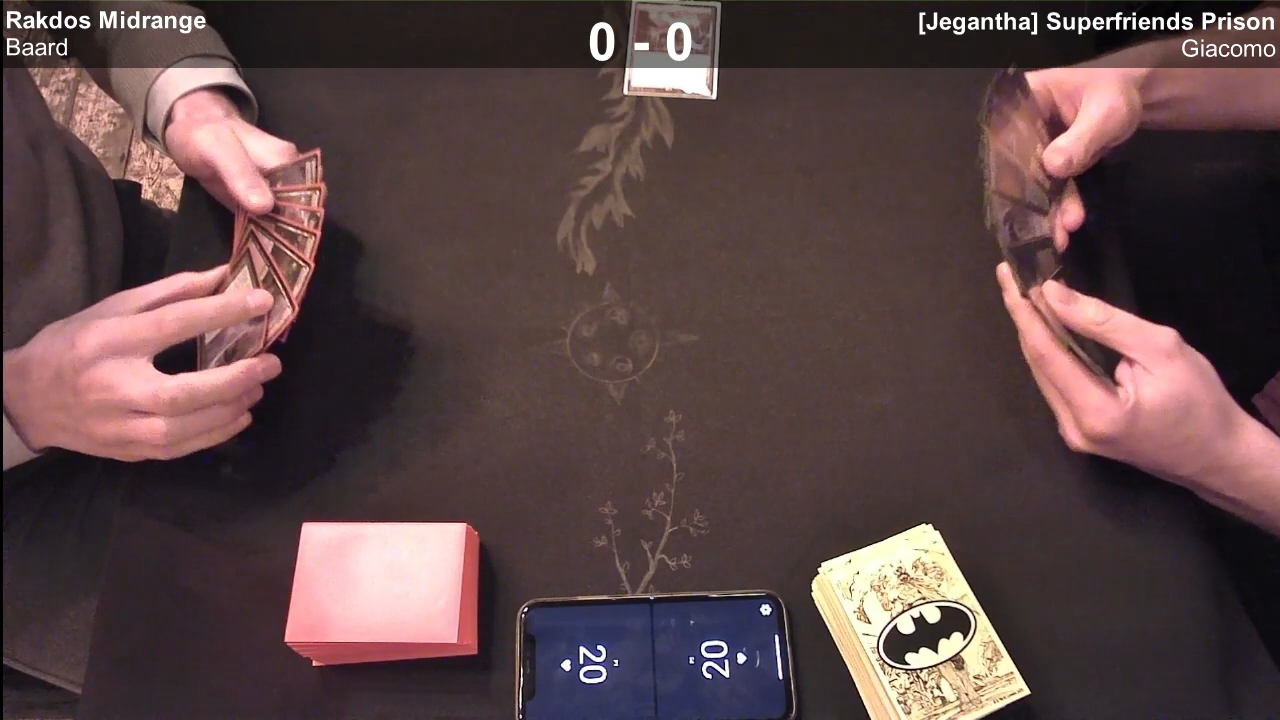 Rakdos Midrange
Baard
0 - 0
[Jegantha] Superfriends Prison
Giacomo
20
20